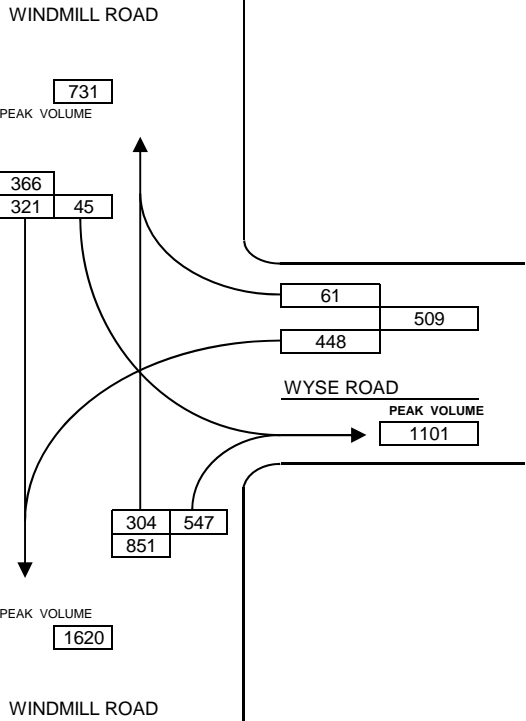 WINDMILL ROAD
731
PEAK VOLUME
366
321 45
61
509
448
WYSE ROAD
PEAK VOLUME
1101
304 547
851
PEAK VOLUME
1620
WINDMILL ROAD